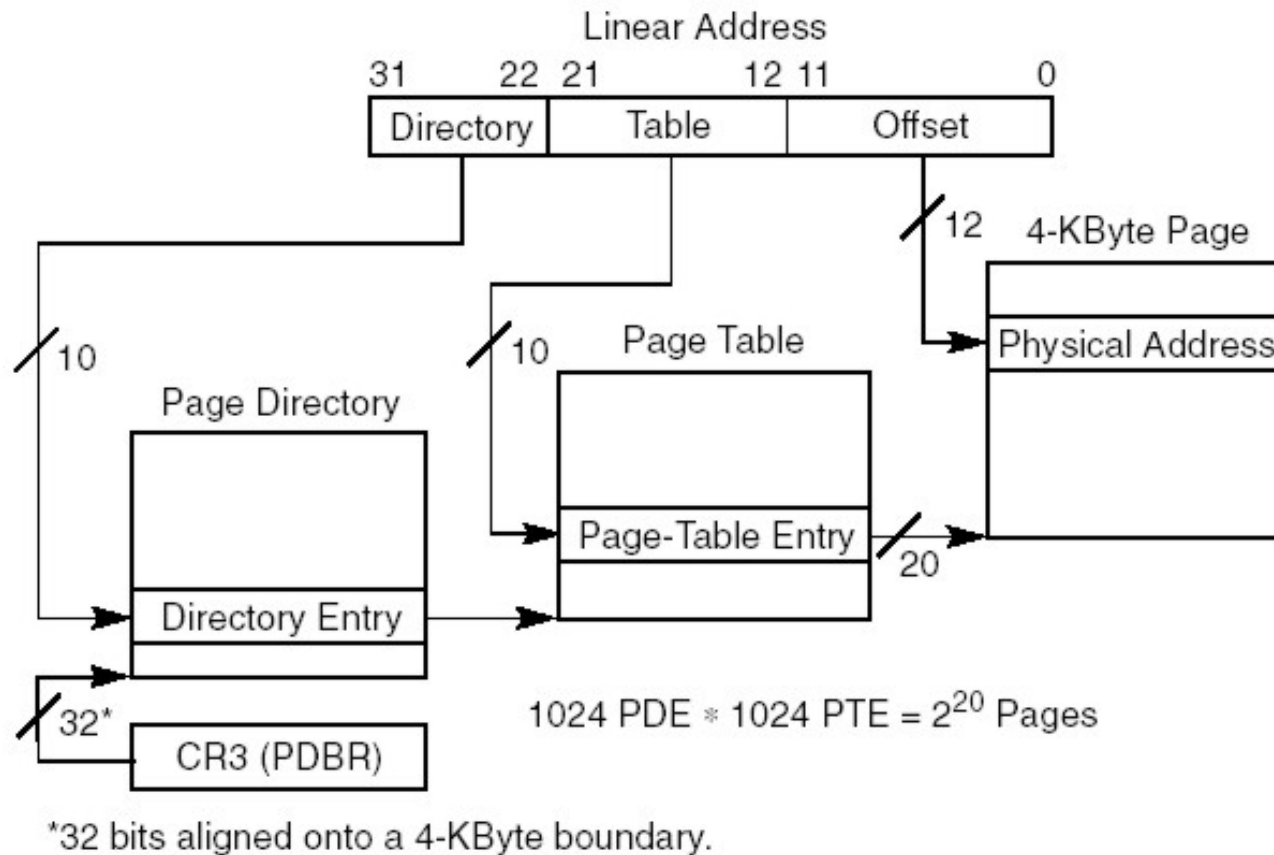 Linear Address
31 22 21 12 11 0
Directory Table Offset
12
4-KByte Page
10
10
Page Table
Physical Address
Page Directory
Page-Table Entry
20
Directory Entry
32*
1024 PDE * 1024 PTE = 2^20 Pages
CR3 (PDBR)
*32 bits aligned onto a 4-KByte boundary.